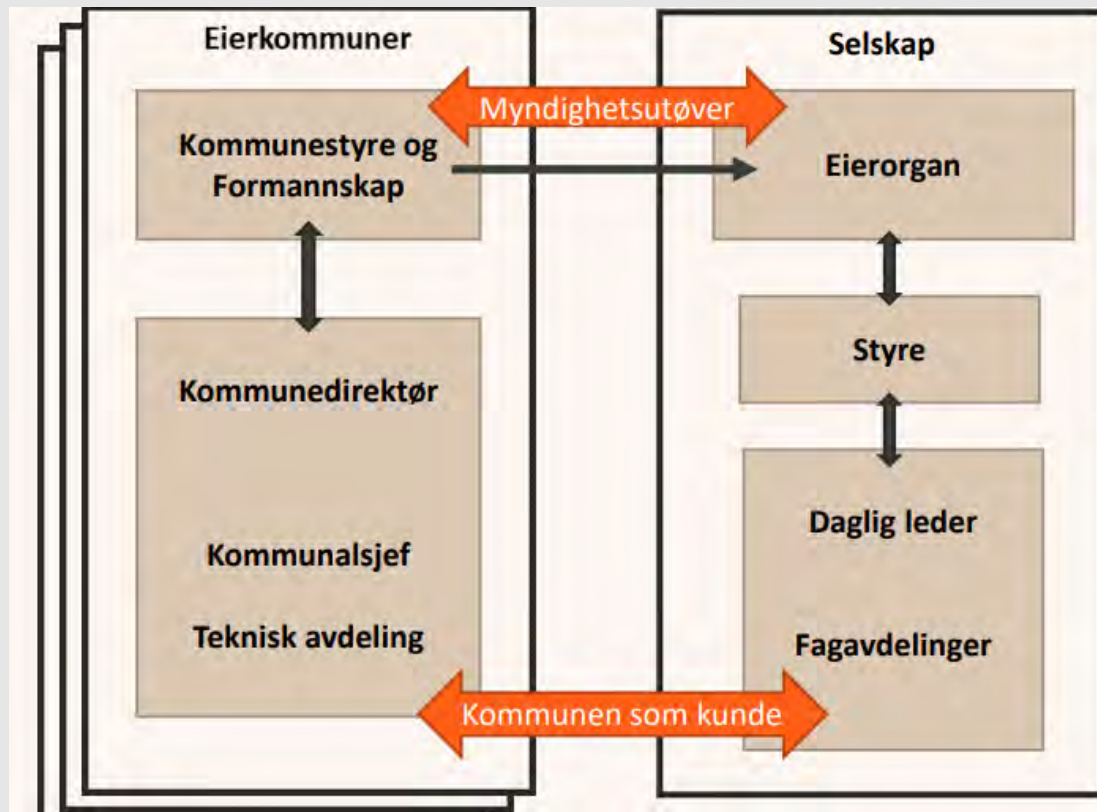 Eierkommuner
Kommunestyre og
Formannskap
Kommunedirektør
Kommunalsjef
Teknisk avdeling
Myndighetsutøver
Kommunen som kunde
Selskap
Eierorgan
Styre
Daglig leder
Fagavdelinger